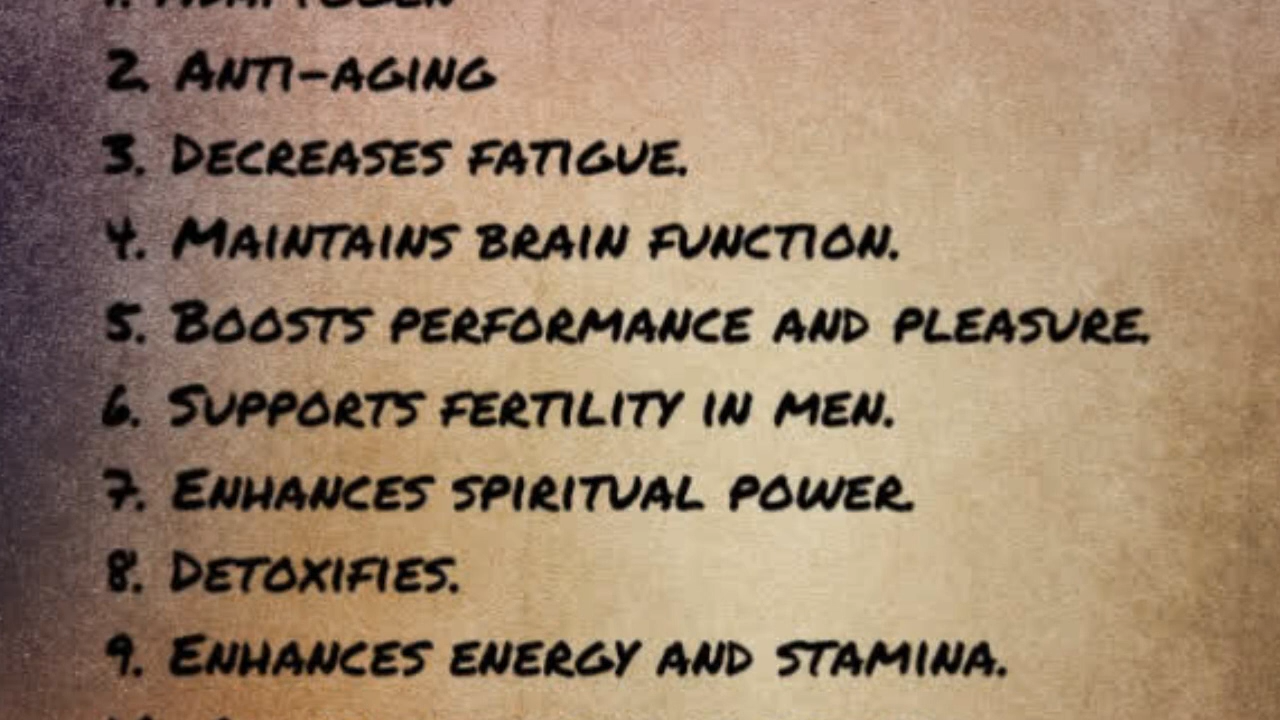 2. Anti-aging
3. Decreases fatigue.
4. Maintains brain function.
5. Boosts performance and pleasure.
6. Supports fertility in men.
7. Enhances spiritual power.
8. Detoxifies.
9. Enhances energy and stamina.